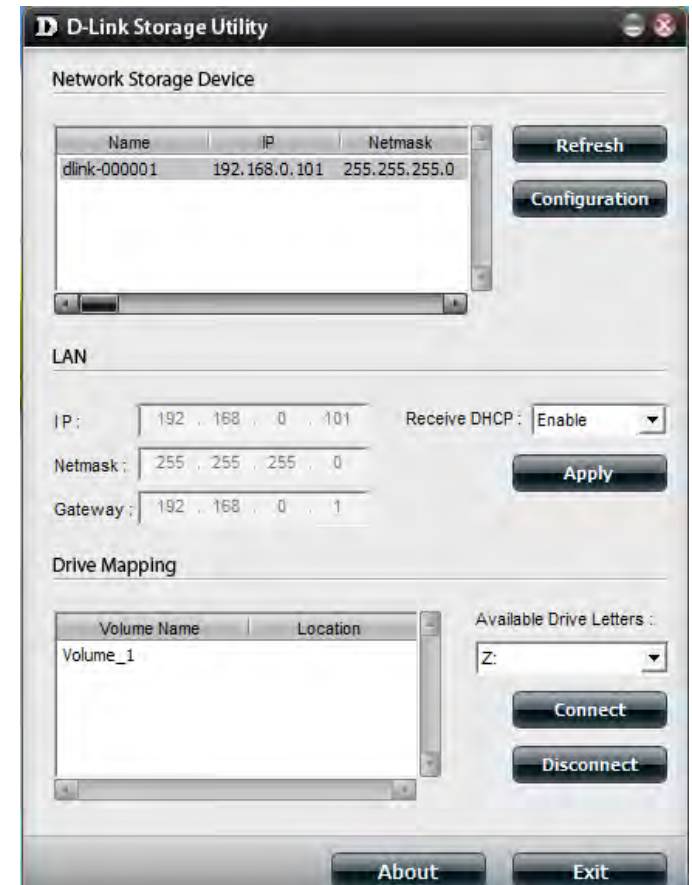 D-Link Storage Utility
Network Storage Device
Name IP Netmask
dlink-000001 192.168.0.101 255.255.255.0
Refresh
Configuration
LAN
IP : 192 . 168 . 0 . 101
Receive DHCP : Enable
Netmask : 255 . 255 . 255 . 0
Apply
Gateway : 192 . 168 . 0 . 1
Drive Mapping
Volume Name Location
Volume_1
Available Drive Letters :
Z:
Connect
Disconnect
About Exit